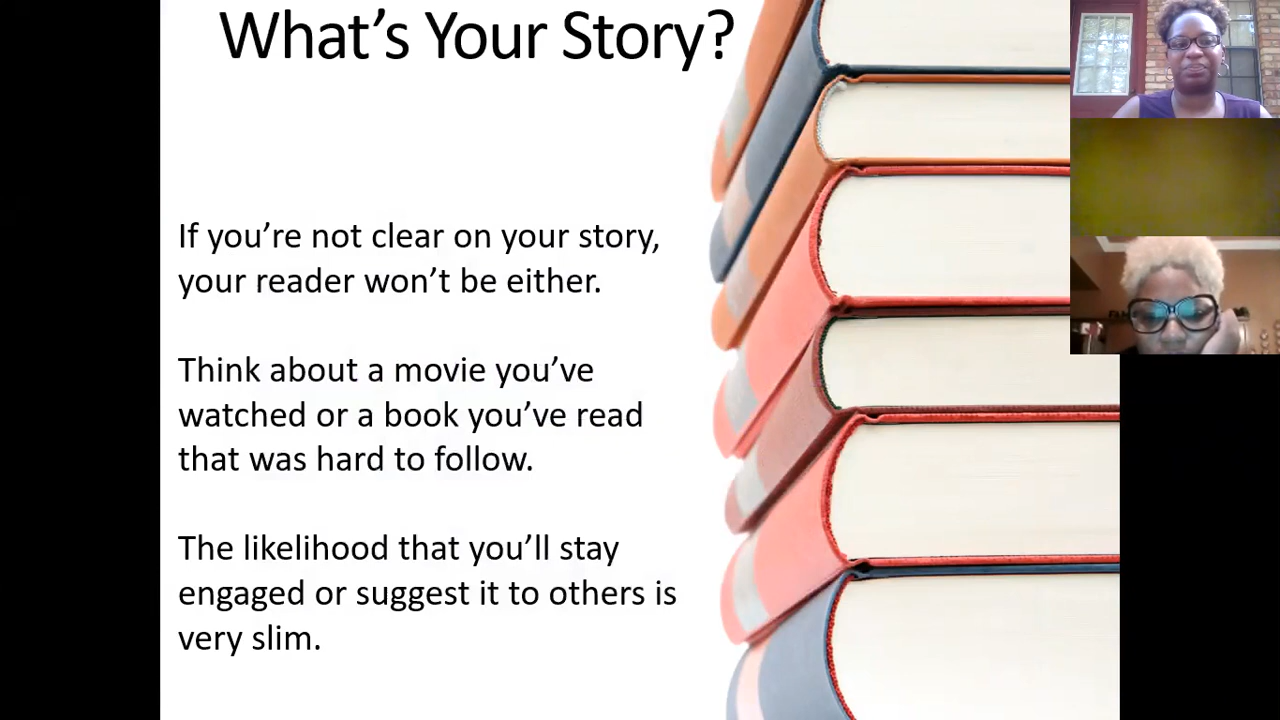 What’s Your Story?
If you’re not clear on your story,
your reader won’t be either.
Think about a movie you’ve
watched or a book you’ve read
that was hard to follow.
The likelihood that you’ll stay
engaged or suggest it to others is
very slim.